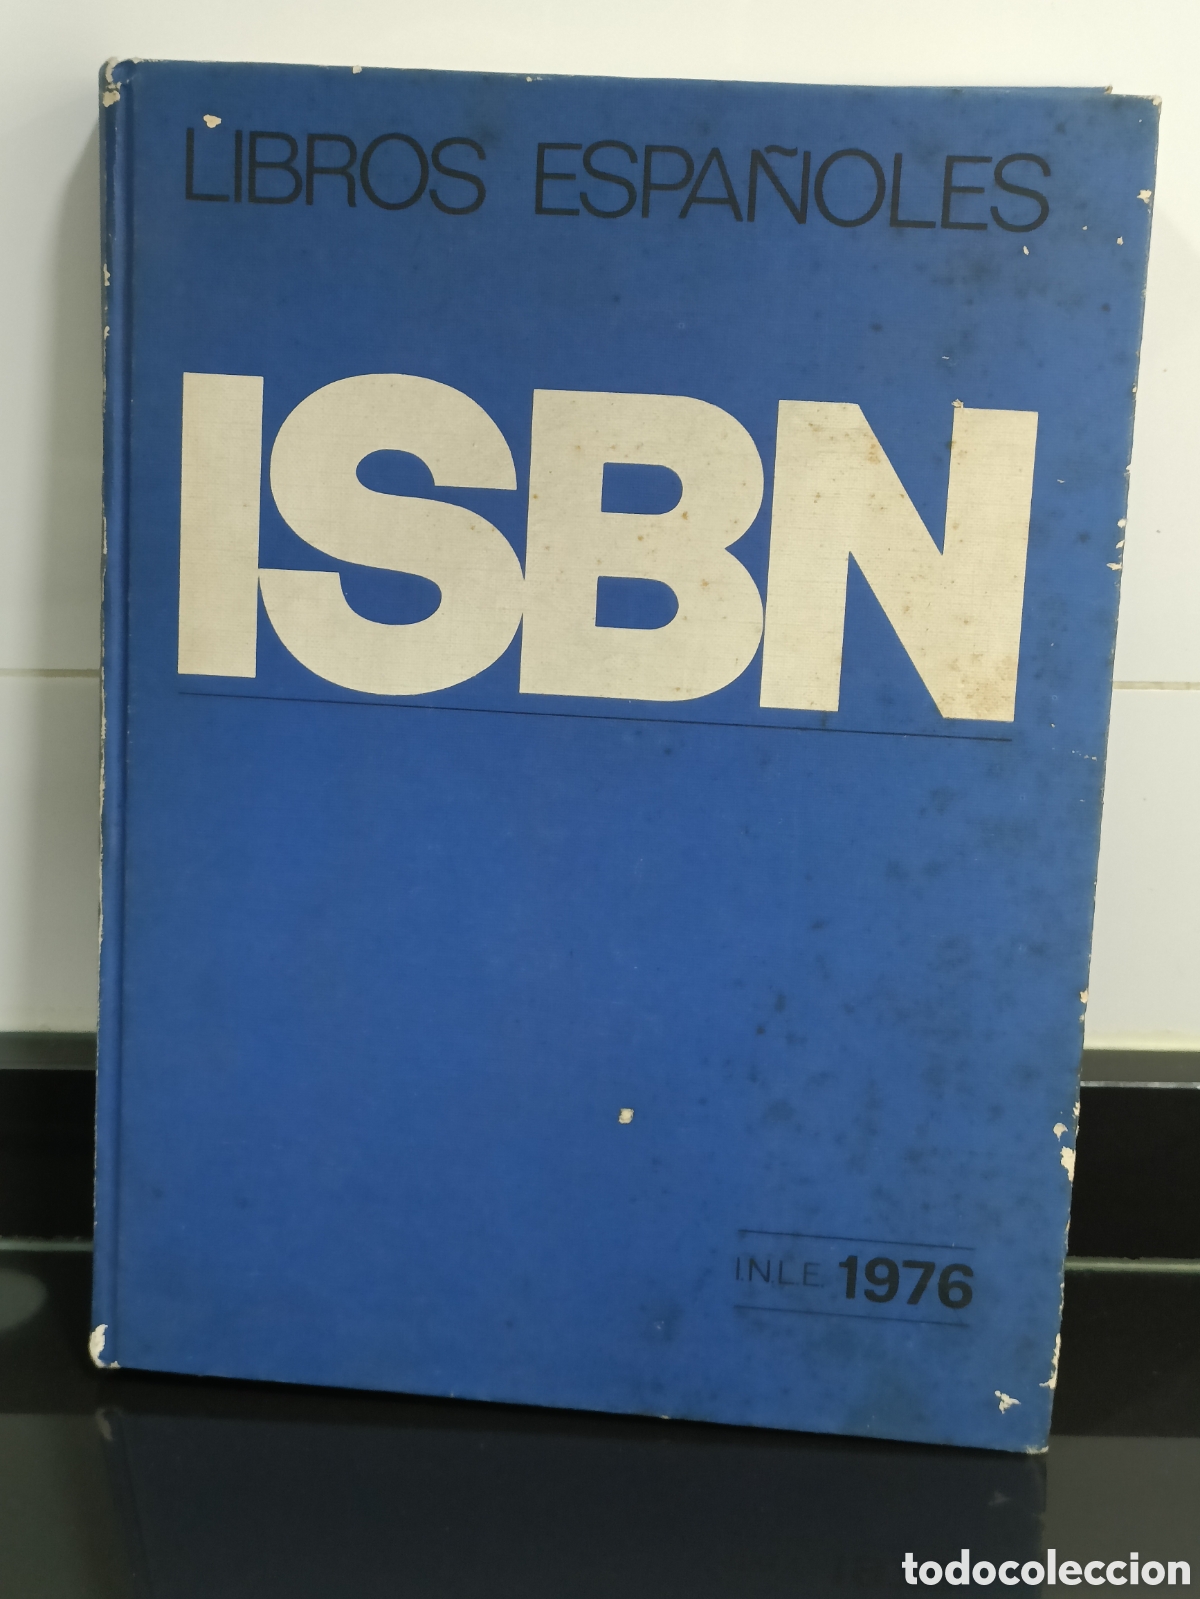 LIBROS ESPAÑOLES
ISBN
I.N.L.E. 1976
todocoleccion